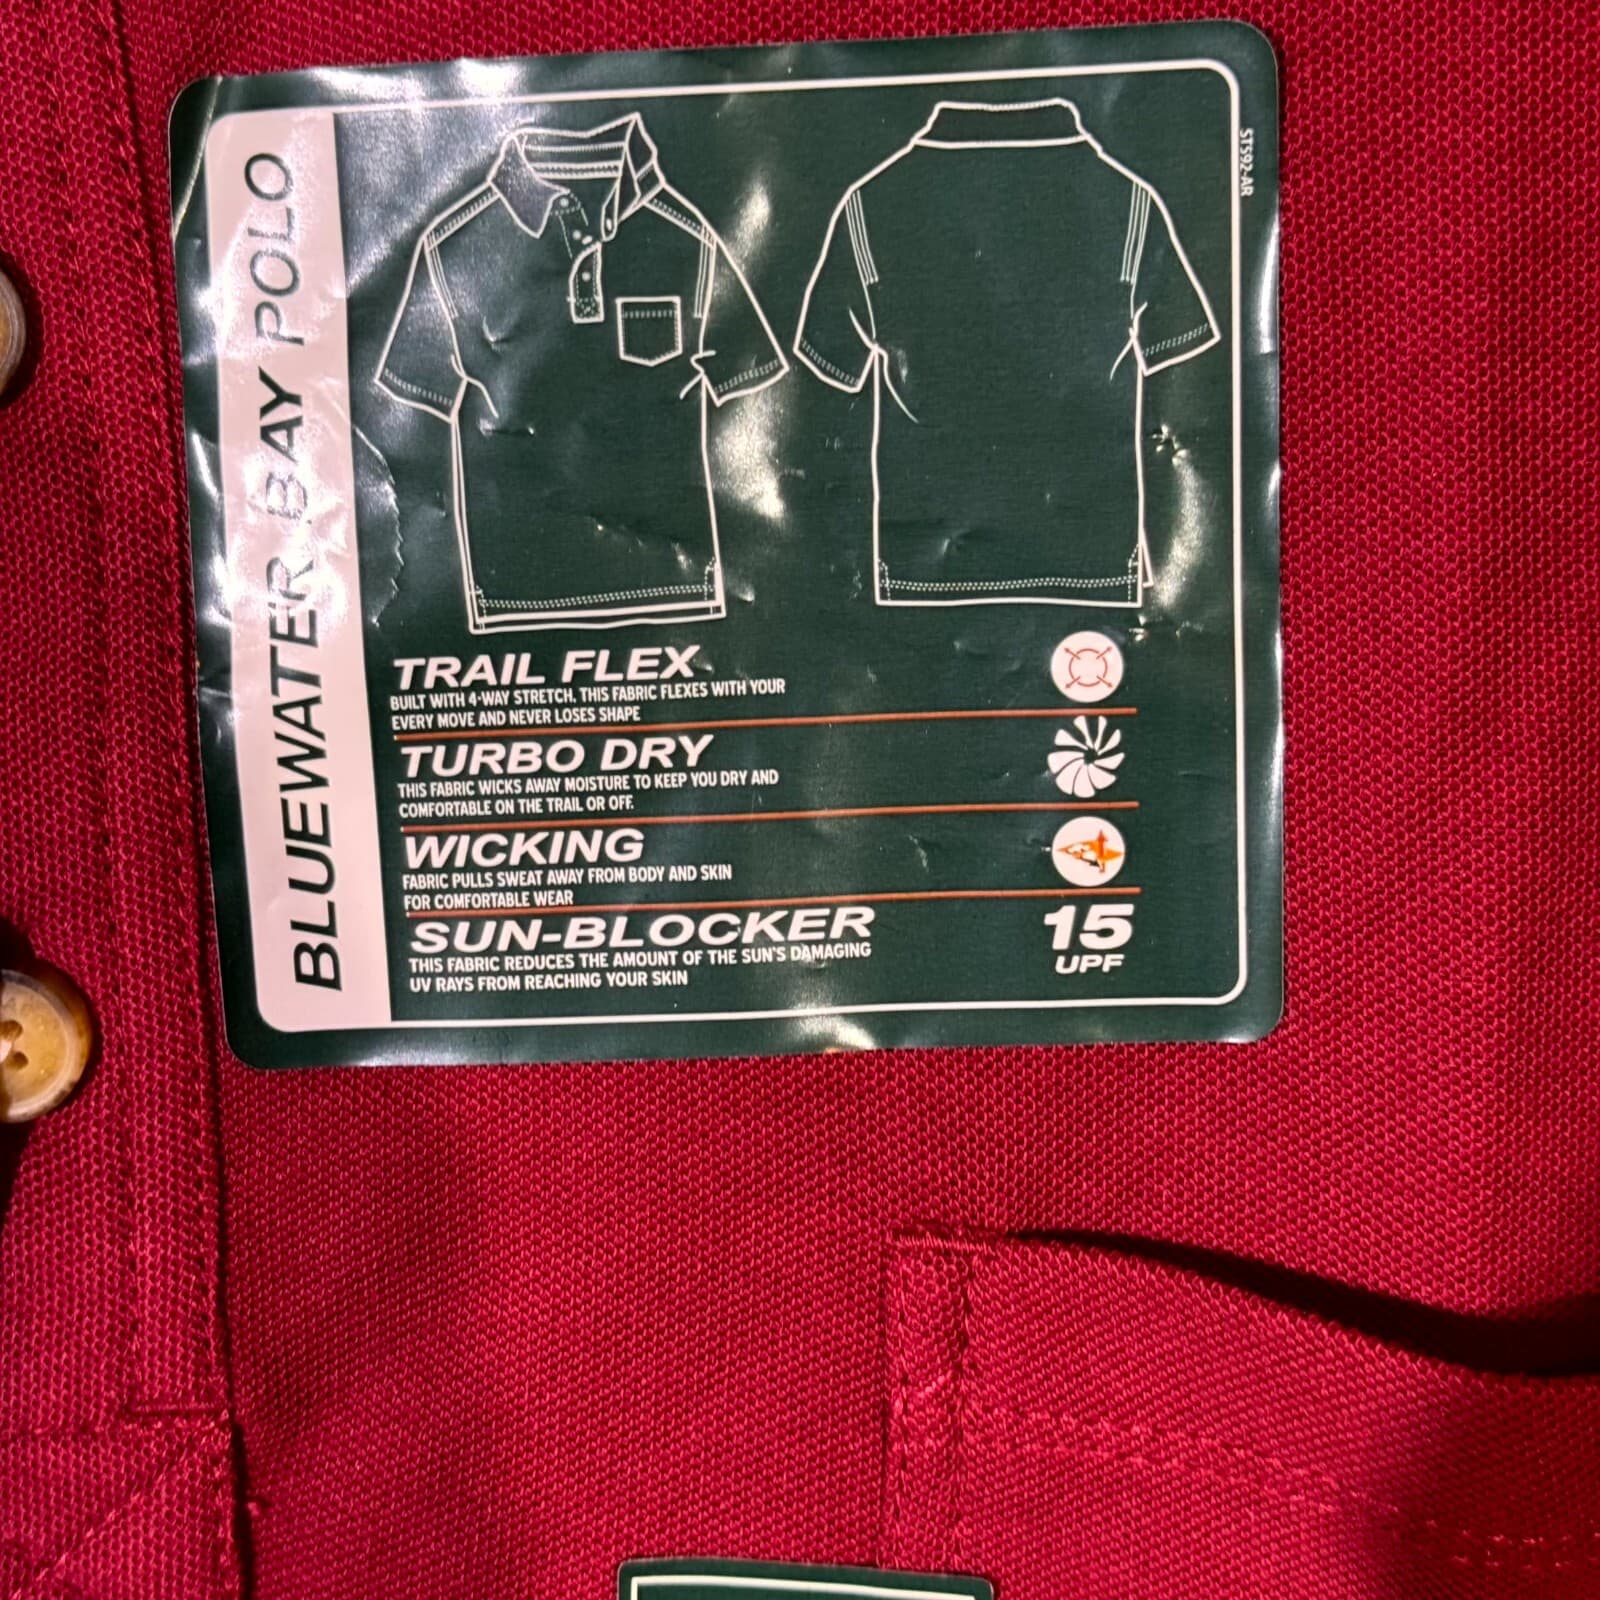 BLUEWATER BAY POLO
ST592-AR
TRAIL FLEX
BUILT WITH 4-WAY STRETCH. THIS FABRIC FLEXES WITH YOUR
EVERY MOVE AND NEVER LOSES SHAPE
TURBO DRY
THIS FABRIC WICKS AWAY MOISTURE TO KEEP YOU DRY AND
COMFORTABLE ON THE TRAIL OR OFF.
WICKING
FABRIC PULLS SWEAT AWAY FROM BODY AND SKIN
FOR COMFORTABLE WEAR
SUN-BLOCKER
THIS FABRIC REDUCES THE AMOUNT OF THE SUN'S DAMAGING
UV RAYS FROM REACHING YOUR SKIN
15
UPF